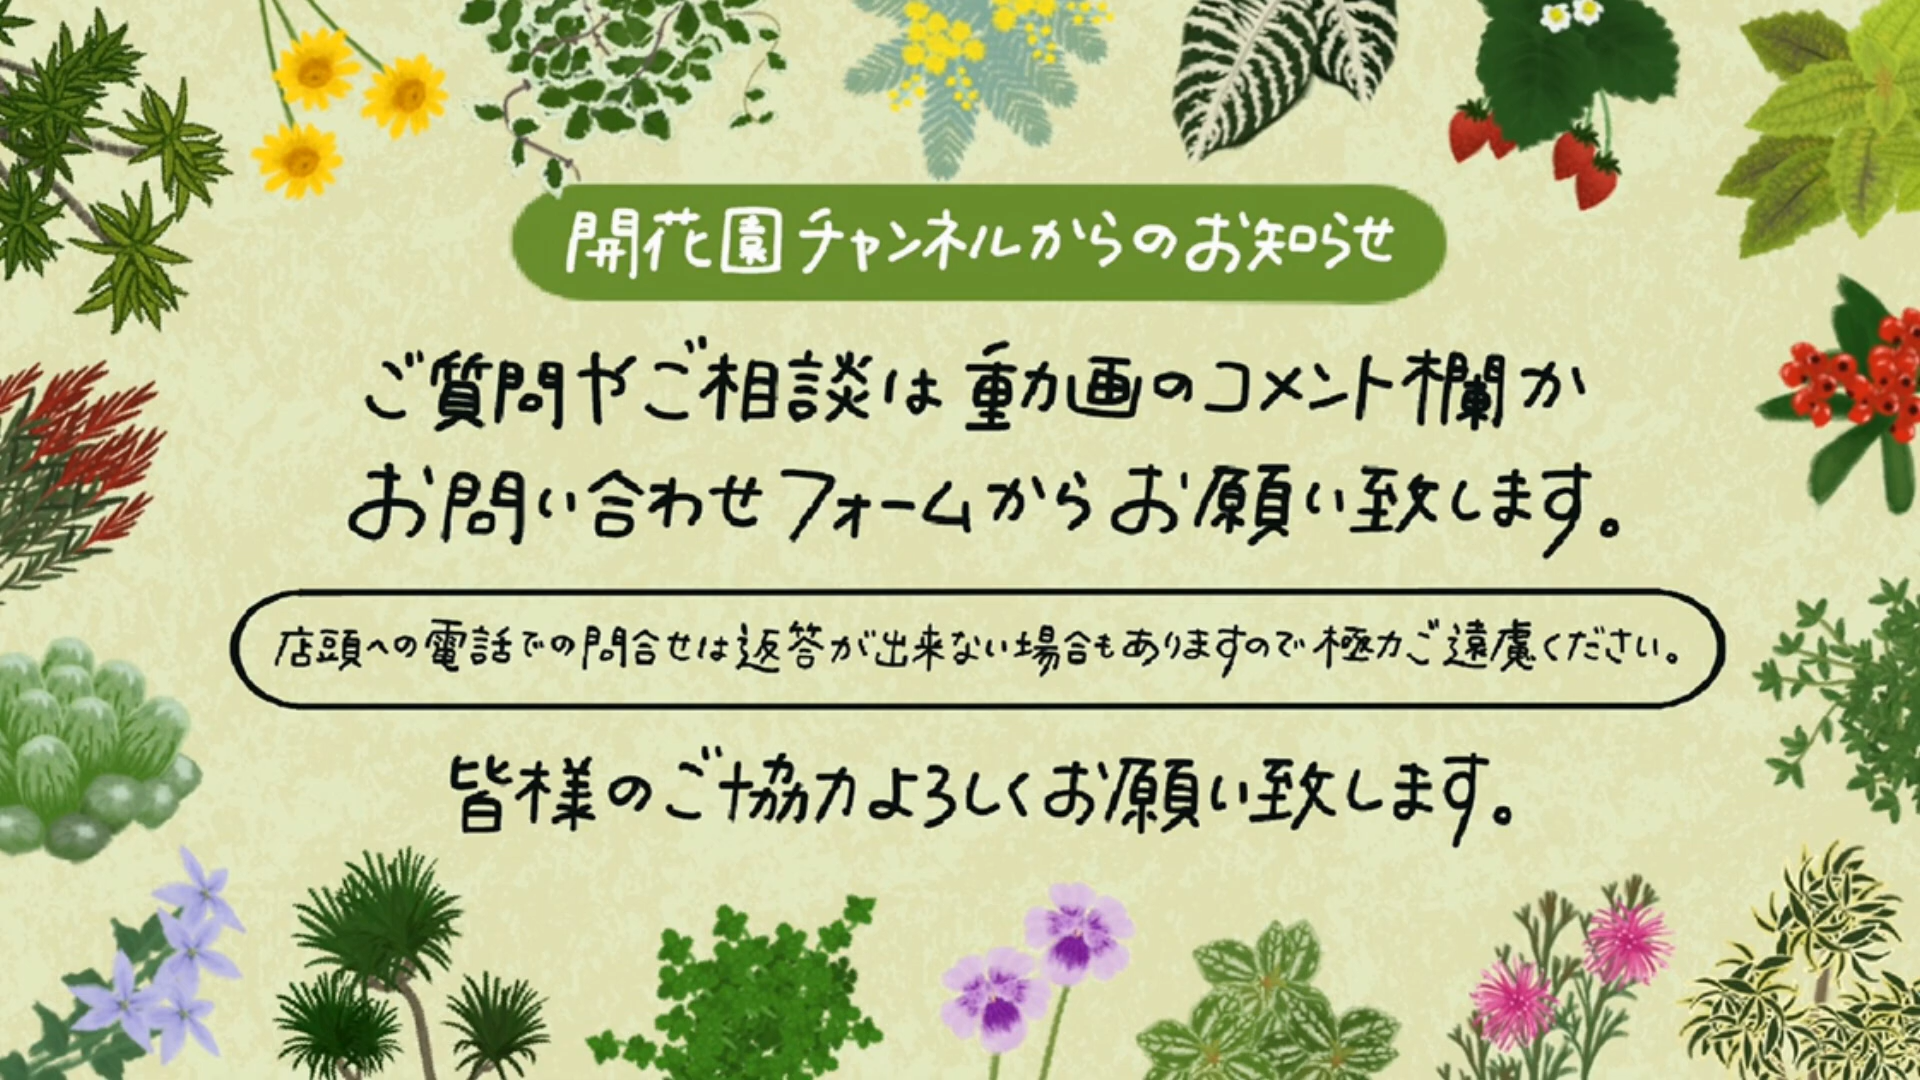 開花園チャンネルからのお知らせ
ご質問やご相談は動画のコメント欄か
お問い合わせフォームからお願い致します。
店頭への電話での問合せは返答が出来ない場合もありますので極力ご遠慮ください。
皆様のご協力よろしくお願い致します。